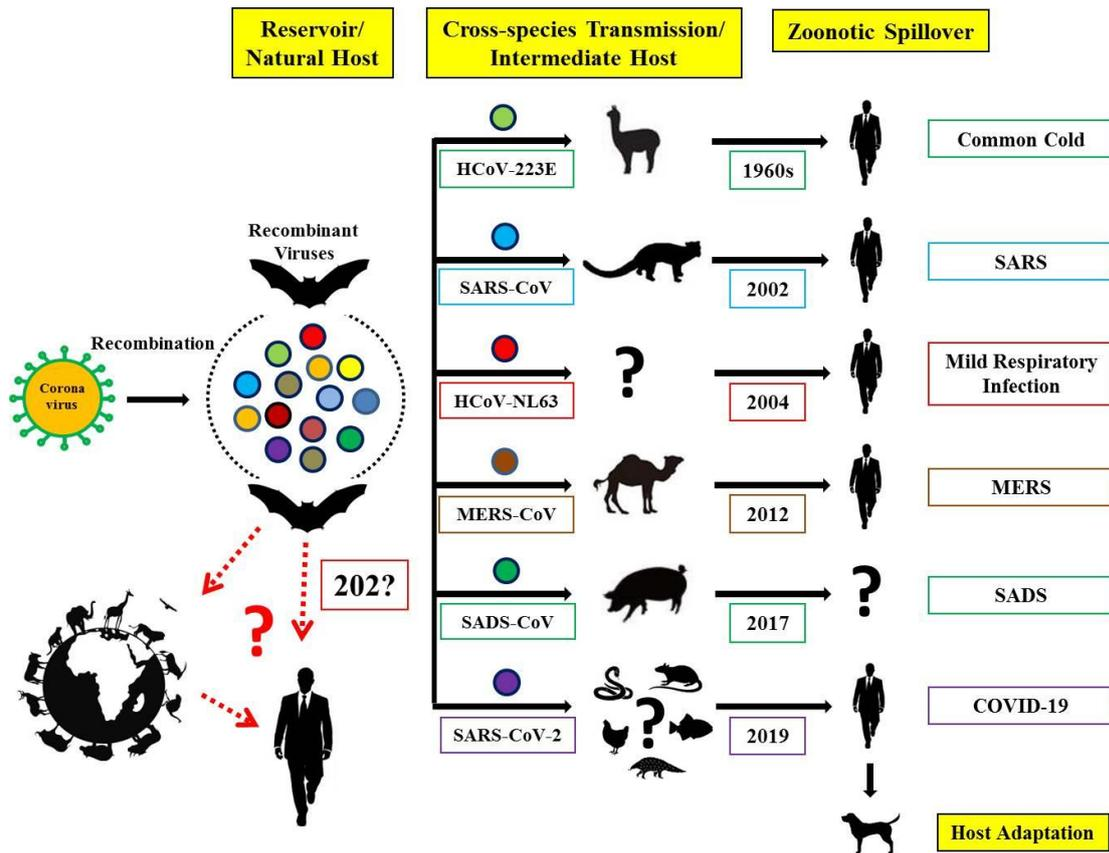 Reservoir/
Natural Host
Cross-species Transmission/
Intermediate Host
Zoonotic Spillover
HCoV-223E
1960s
Common Cold
Recombinant
Viruses
SARS-CoV
2002
SARS
Recombination
Corona
virus
?
HCoV-NL63
2004
Mild Respiratory
Infection
MERS-CoV
2012
MERS
202?
?
SADS-CoV
2017
?
SADS
?
SARS-CoV-2
2019
COVID-19
Host Adaptation